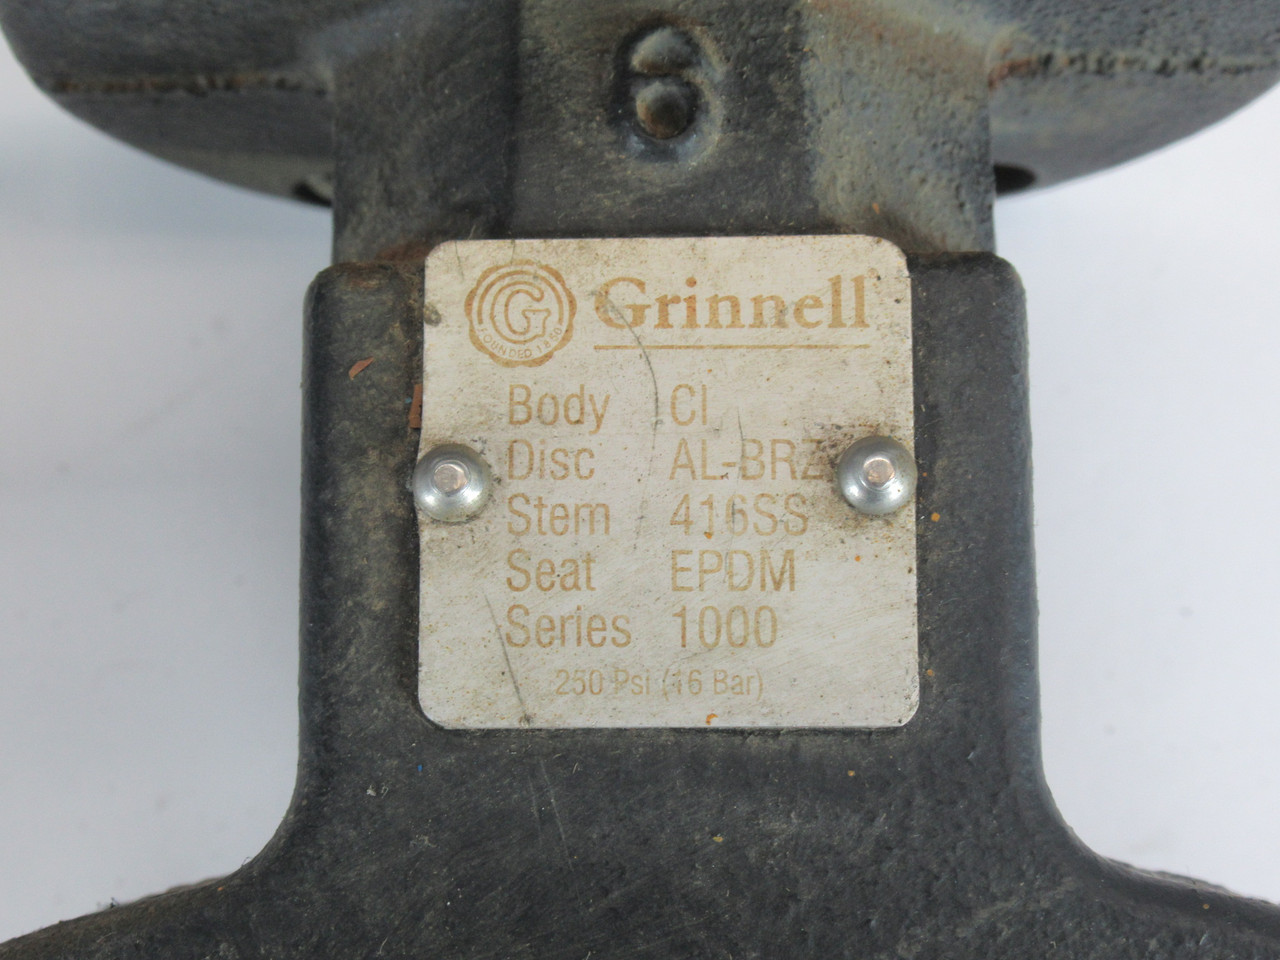 6
G
FOUNDED 1850
Grinnell
Body CI
Disc AL-BRZ
Stem 416SS
Seat EPDM
Series 1000
250 Psi (16 Bar)